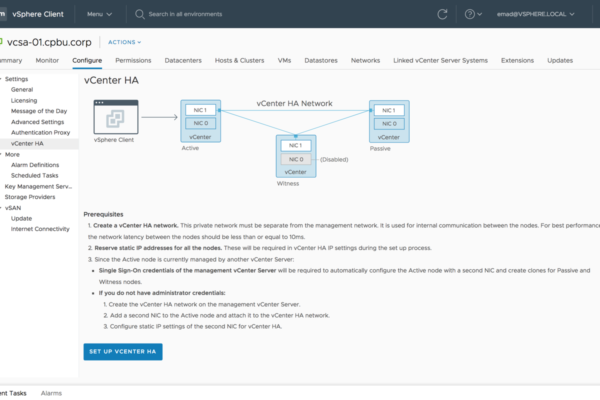 m vSphere Client Menu Search in all environments emad@VSPHERE.LOCAL
vcsa-01.cpbu.corp ACTIONS
mmary Monitor Configure Permissions Datacenters Hosts & Clusters VMs Datastores Networks Linked vCenter Server Systems Extensions Updates
Settings
General
Licensing
Message of the Day
Advanced Settings
Authentication Proxy
vCenter HA
More
Alarm Definitions
Scheduled Tasks
Key Management Serv...
Storage Providers
vSAN
Update
Internet Connectivity
vCenter HA
vSphere Client
NIC 1
NIC 0
vCenter
Active
vCenter HA Network
NIC 1
NIC 0
vCenter
Passive
NIC 1
NIC 0 (Disabled)
vCenter
Witness
Prerequisites
1. Create a vCenter HA network. This private network must be separate from the management network. It is used for internal communication between the nodes. For best performance
the network latency between the nodes should be less than or equal to 10ms.
2. Reserve static IP addresses for all the nodes. These will be required in vCenter HA IP settings during the set up process.
3. Since the Active node is currently managed by another vCenter Server:
• Single Sign-On credentials of the management vCenter Server will be required to automatically configure the Active node with a second NIC and create clones for Passive and
Witness nodes.
• If you do not have administrator credentials:
1. Create the vCenter HA network on the management vCenter Server.
2. Add a second NIC to the Active node and attach it to the vCenter HA network.
3. Configure static IP settings of the second NIC for vCenter HA.
SET UP VCENTER HA
ent Tasks Alarms